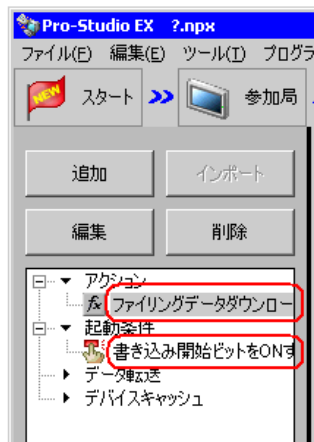 Pro-Studio EX ?.npx
ファイル(F) 編集(E) ツール(T) プログラ
NEW スタート 参加局
追加 インポート
編集 削除
アクション
fx ファイリングデータダウンロー
起動条件
書き込み開始ビットをONす
データ転送
デバイスキャッシュ